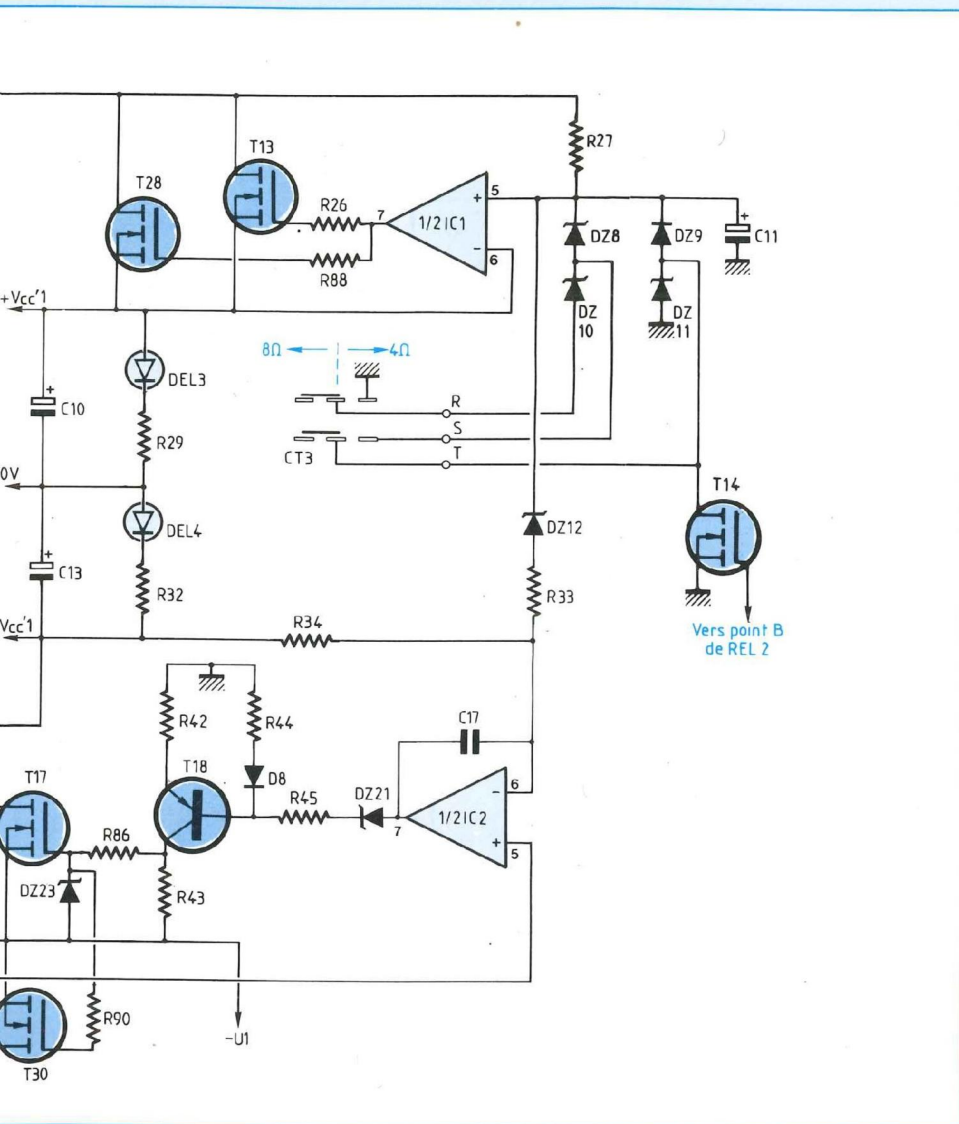 T13
R27
T28
R26
7
+
5
1/2 IC1
DZ8
DZ9
+
C11
−
6
R88
+Vcc'1
DZ
10
DZ
11
8Ω
4Ω
DEL3
+
C10
R
R29
S
CT3
T
0V
T14
DEL4
DZ12
+
C13
R32
R33
Vcc'1
R34
Vers point B
de REL 2
R42
R44
C17
T17
T18
D8
−
6
DZ21
R45
1/2IC2
7
R86
+
5
DZ23
R43
R90
-U1
T30